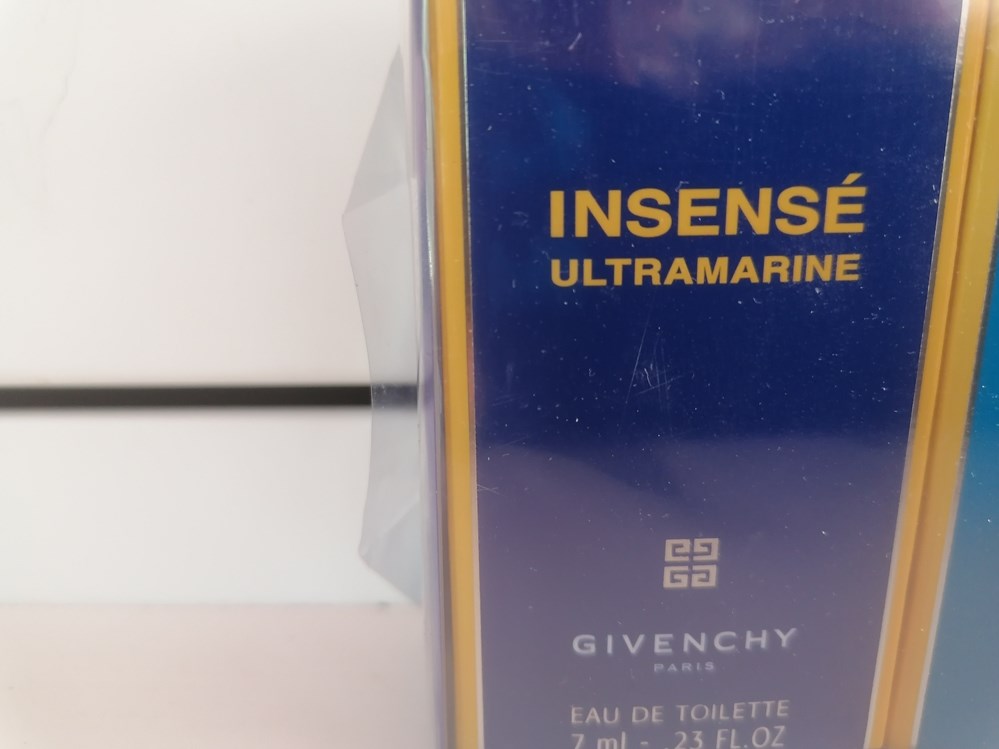 INSENSÉ
ULTRAMARINE
GIVENCHY
PARIS
EAU DE TOILETTE
7 ml - .23 FL.OZ